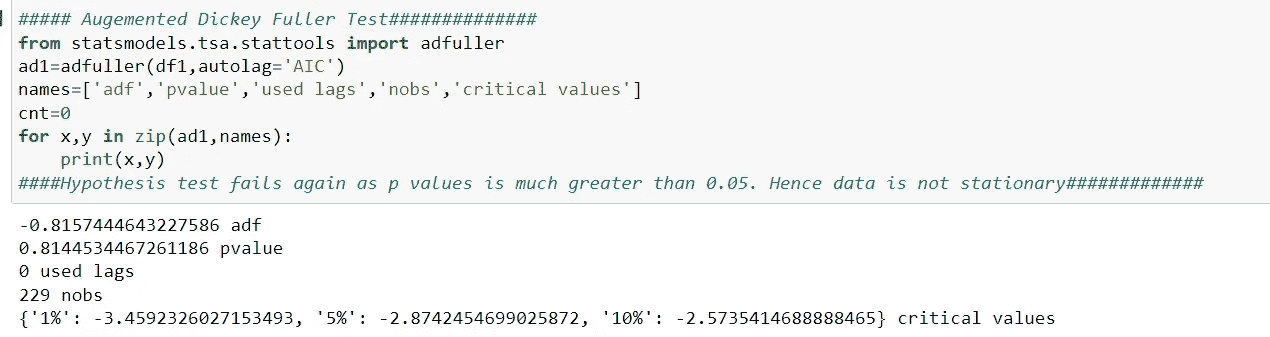 ##### Augemented Dickey Fuller Test##############
from statsmodels.tsa.stattools import adfuller
ad1=adfuller(df1,autolag='AIC')
names=['adf','pvalue','used lags','nobs','critical values']
cnt=0
for x,y in zip(ad1,names):
    print(x,y)
####Hypothesis test fails again as p values is much greater than 0.05. Hence data is not stationary#############
-0.8157444643227586 adf
0.8144534467261186 pvalue
0 used lags
229 nobs
{'1%': -3.4592326027153493, '5%': -2.8742454699025872, '10%': -2.5735414688888465} critical values